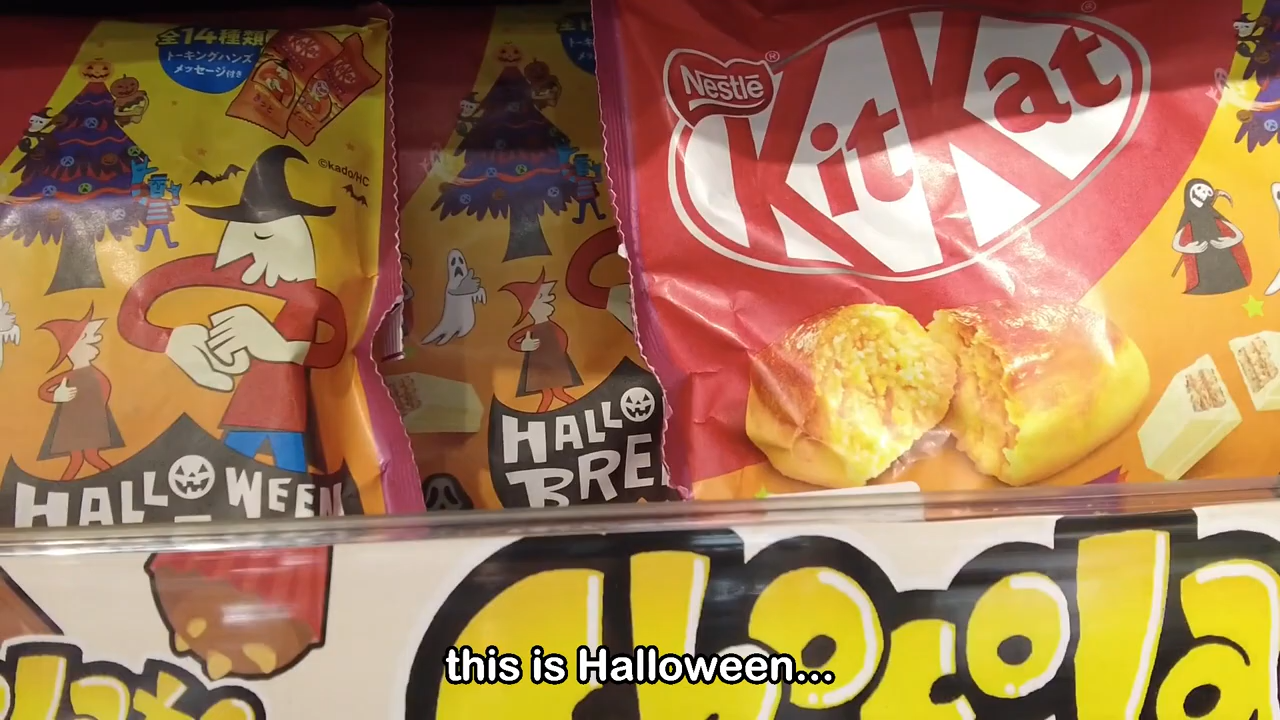 全14種類
トーキングハンズ
メッセージ付き
©kado/HC
HALLOWEEN
HALLO
BRE
Nestlé®
KitKat®
Chocola
this is Halloween...